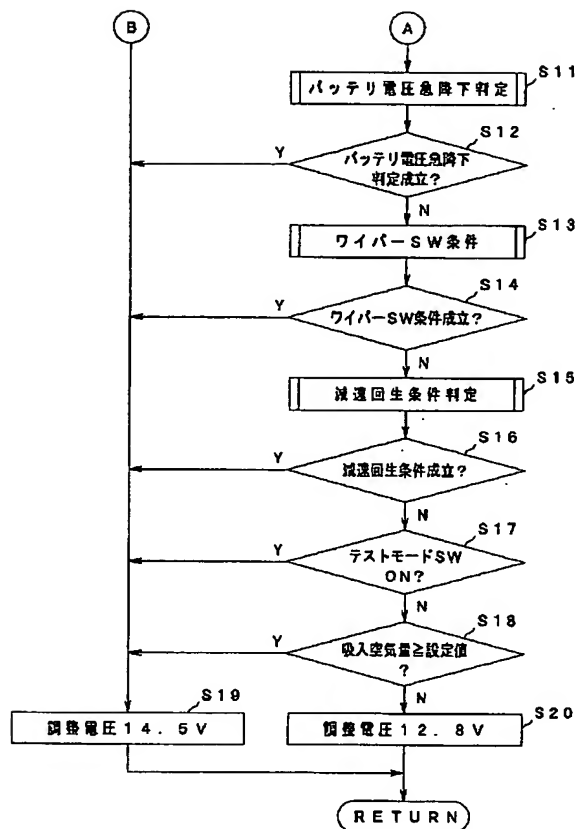 B
A
バッテリ電圧急降下判定
S11
S12
Y
バッテリ電圧急降下
判定成立?
N
ワイパーSW条件
S13
S14
Y
ワイパーSW条件成立?
N
減速回生条件判定
S15
S16
Y
減速回生条件成立?
N
S17
Y
テストモードSW
ON?
N
S18
Y
吸入空気量≧設定値
?
N
S19
調整電圧14.5V
調整電圧12.8V
S20
RETURN